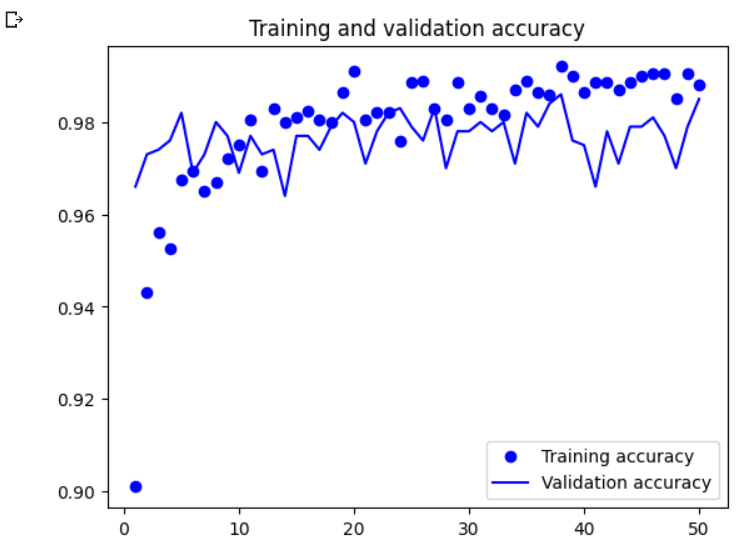 Training and validation accuracy
0.98
0.96
0.94
0.92
0.90
Training accuracy
Validation accuracy
0 10 20 30 40 50